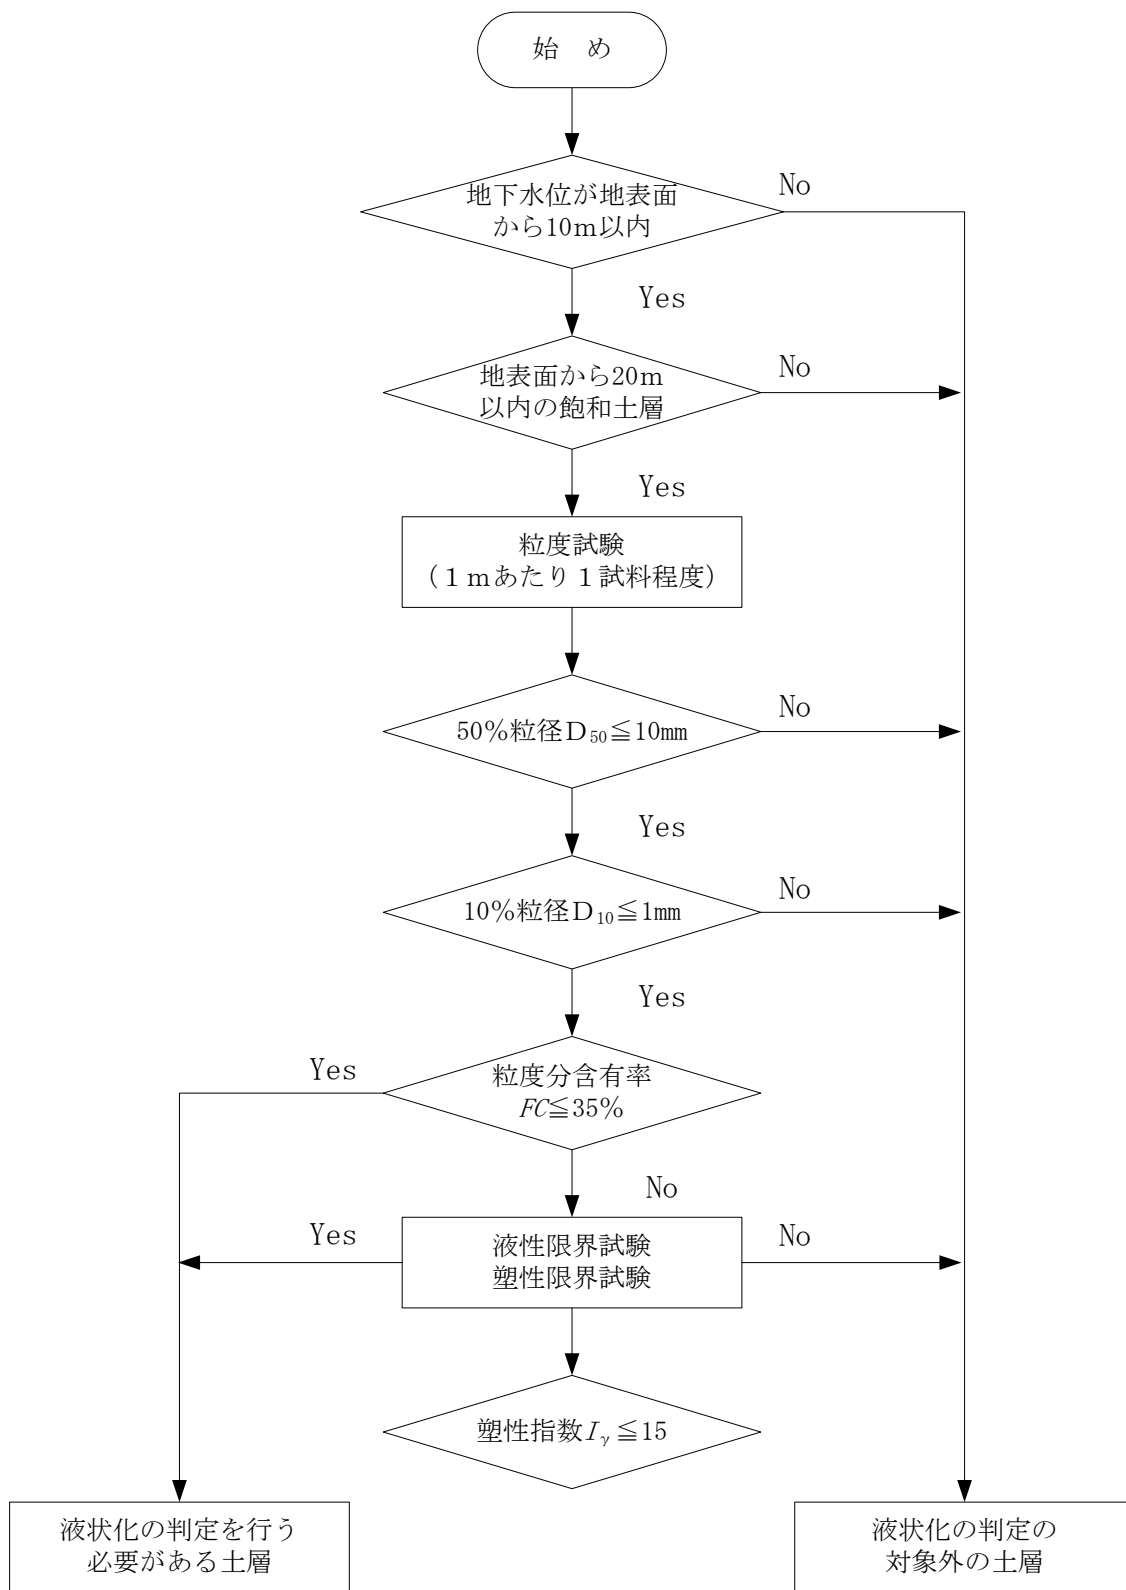 始　め
地下水位が地表面
から10m以内
No
Yes
地表面から20m
以内の飽和土層
No
Yes
粒度試験
（１mあたり１試料程度）
50%粒径D50≦10mm
No
Yes
10%粒径D10≦1mm
No
Yes
粒度分含有率
FC≦35%
Yes
No
液性限界試験
塑性限界試験
Yes
No
塑性指数Iγ≦15
液状化の判定を行う
必要がある土層
液状化の判定の
対象外の土層